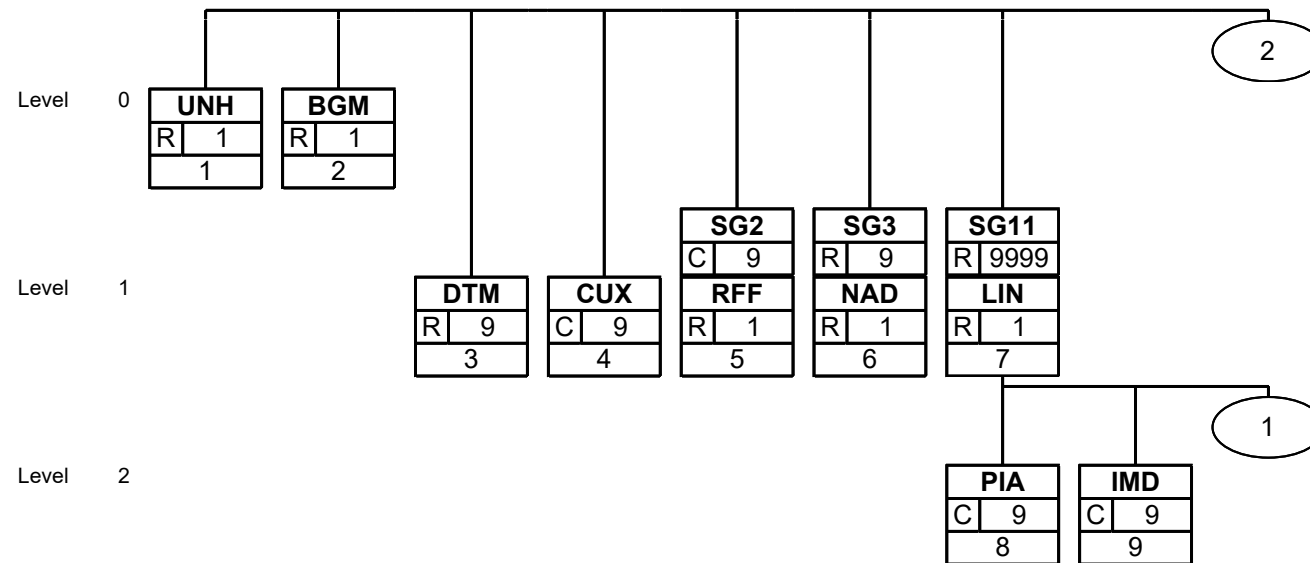 2
Level 0
UNH BGM
R 1 R 1
1 2
SG2 SG3 SG11
C 9 R 9 R 9999
Level 1
DTM CUX RFF NAD LIN
R 9 C 9 R 1 R 1 R 1
3 4 5 6 7
1
Level 2
PIA IMD
C 9 C 9
8 9